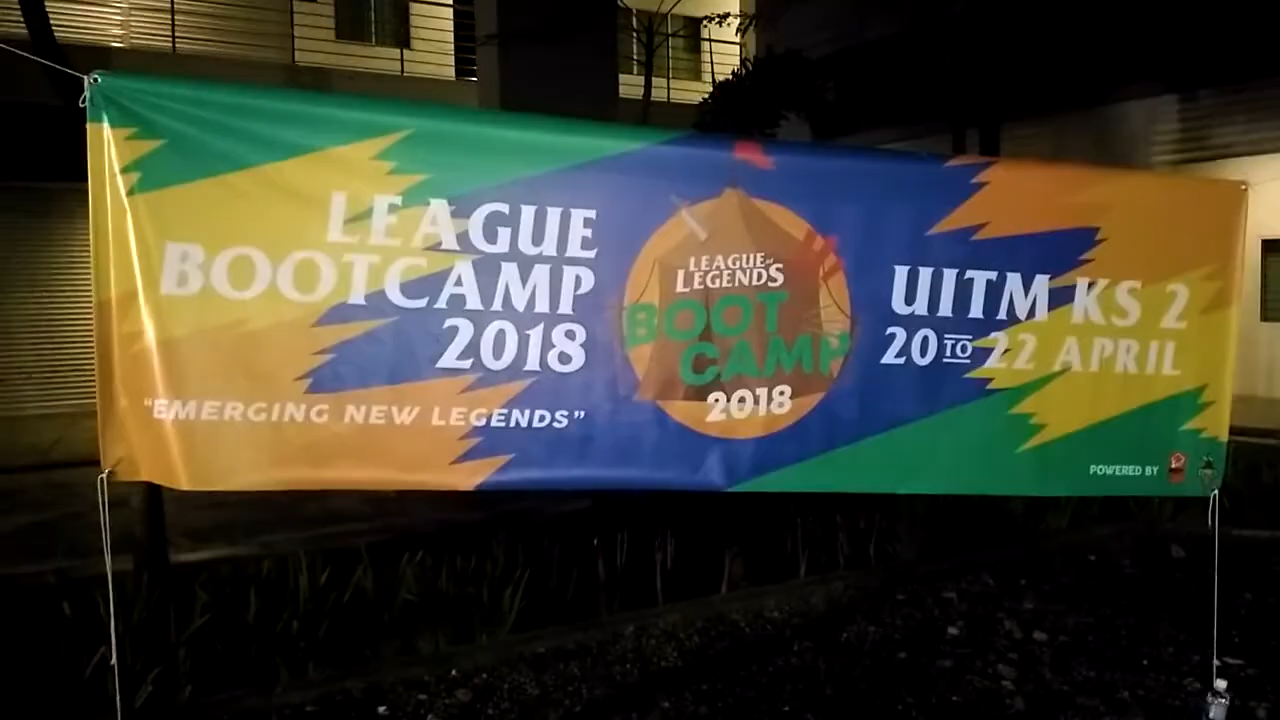 LEAGUE
BOOTCAMP
2018
"EMERGING NEW LEGENDS"
LEAGUE OF
LEGENDS
BOOT
CAMP
2018
UITM KS 2
20 TO 22 APRIL
POWERED BY